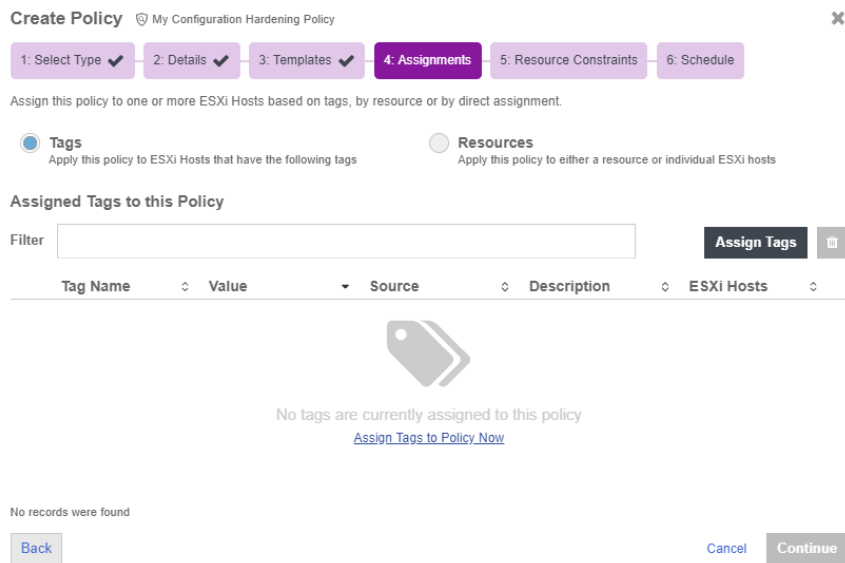 Create Policy My Configuration Hardening Policy
1: Select Type 2: Details 3: Templates 4: Assignments 5: Resource Constraints 6: Schedule
Assign this policy to one or more ESXi Hosts based on tags, by resource or by direct assignment.
Tags Resources
Apply this policy to ESXi Hosts that have the following tags Apply this policy to either a resource or individual ESXi hosts
Assigned Tags to this Policy
Filter Assign Tags
Tag Name Value Source Description ESXi Hosts
No tags are currently assigned to this policy
Assign Tags to Policy Now
No records were found
Back Cancel Continue